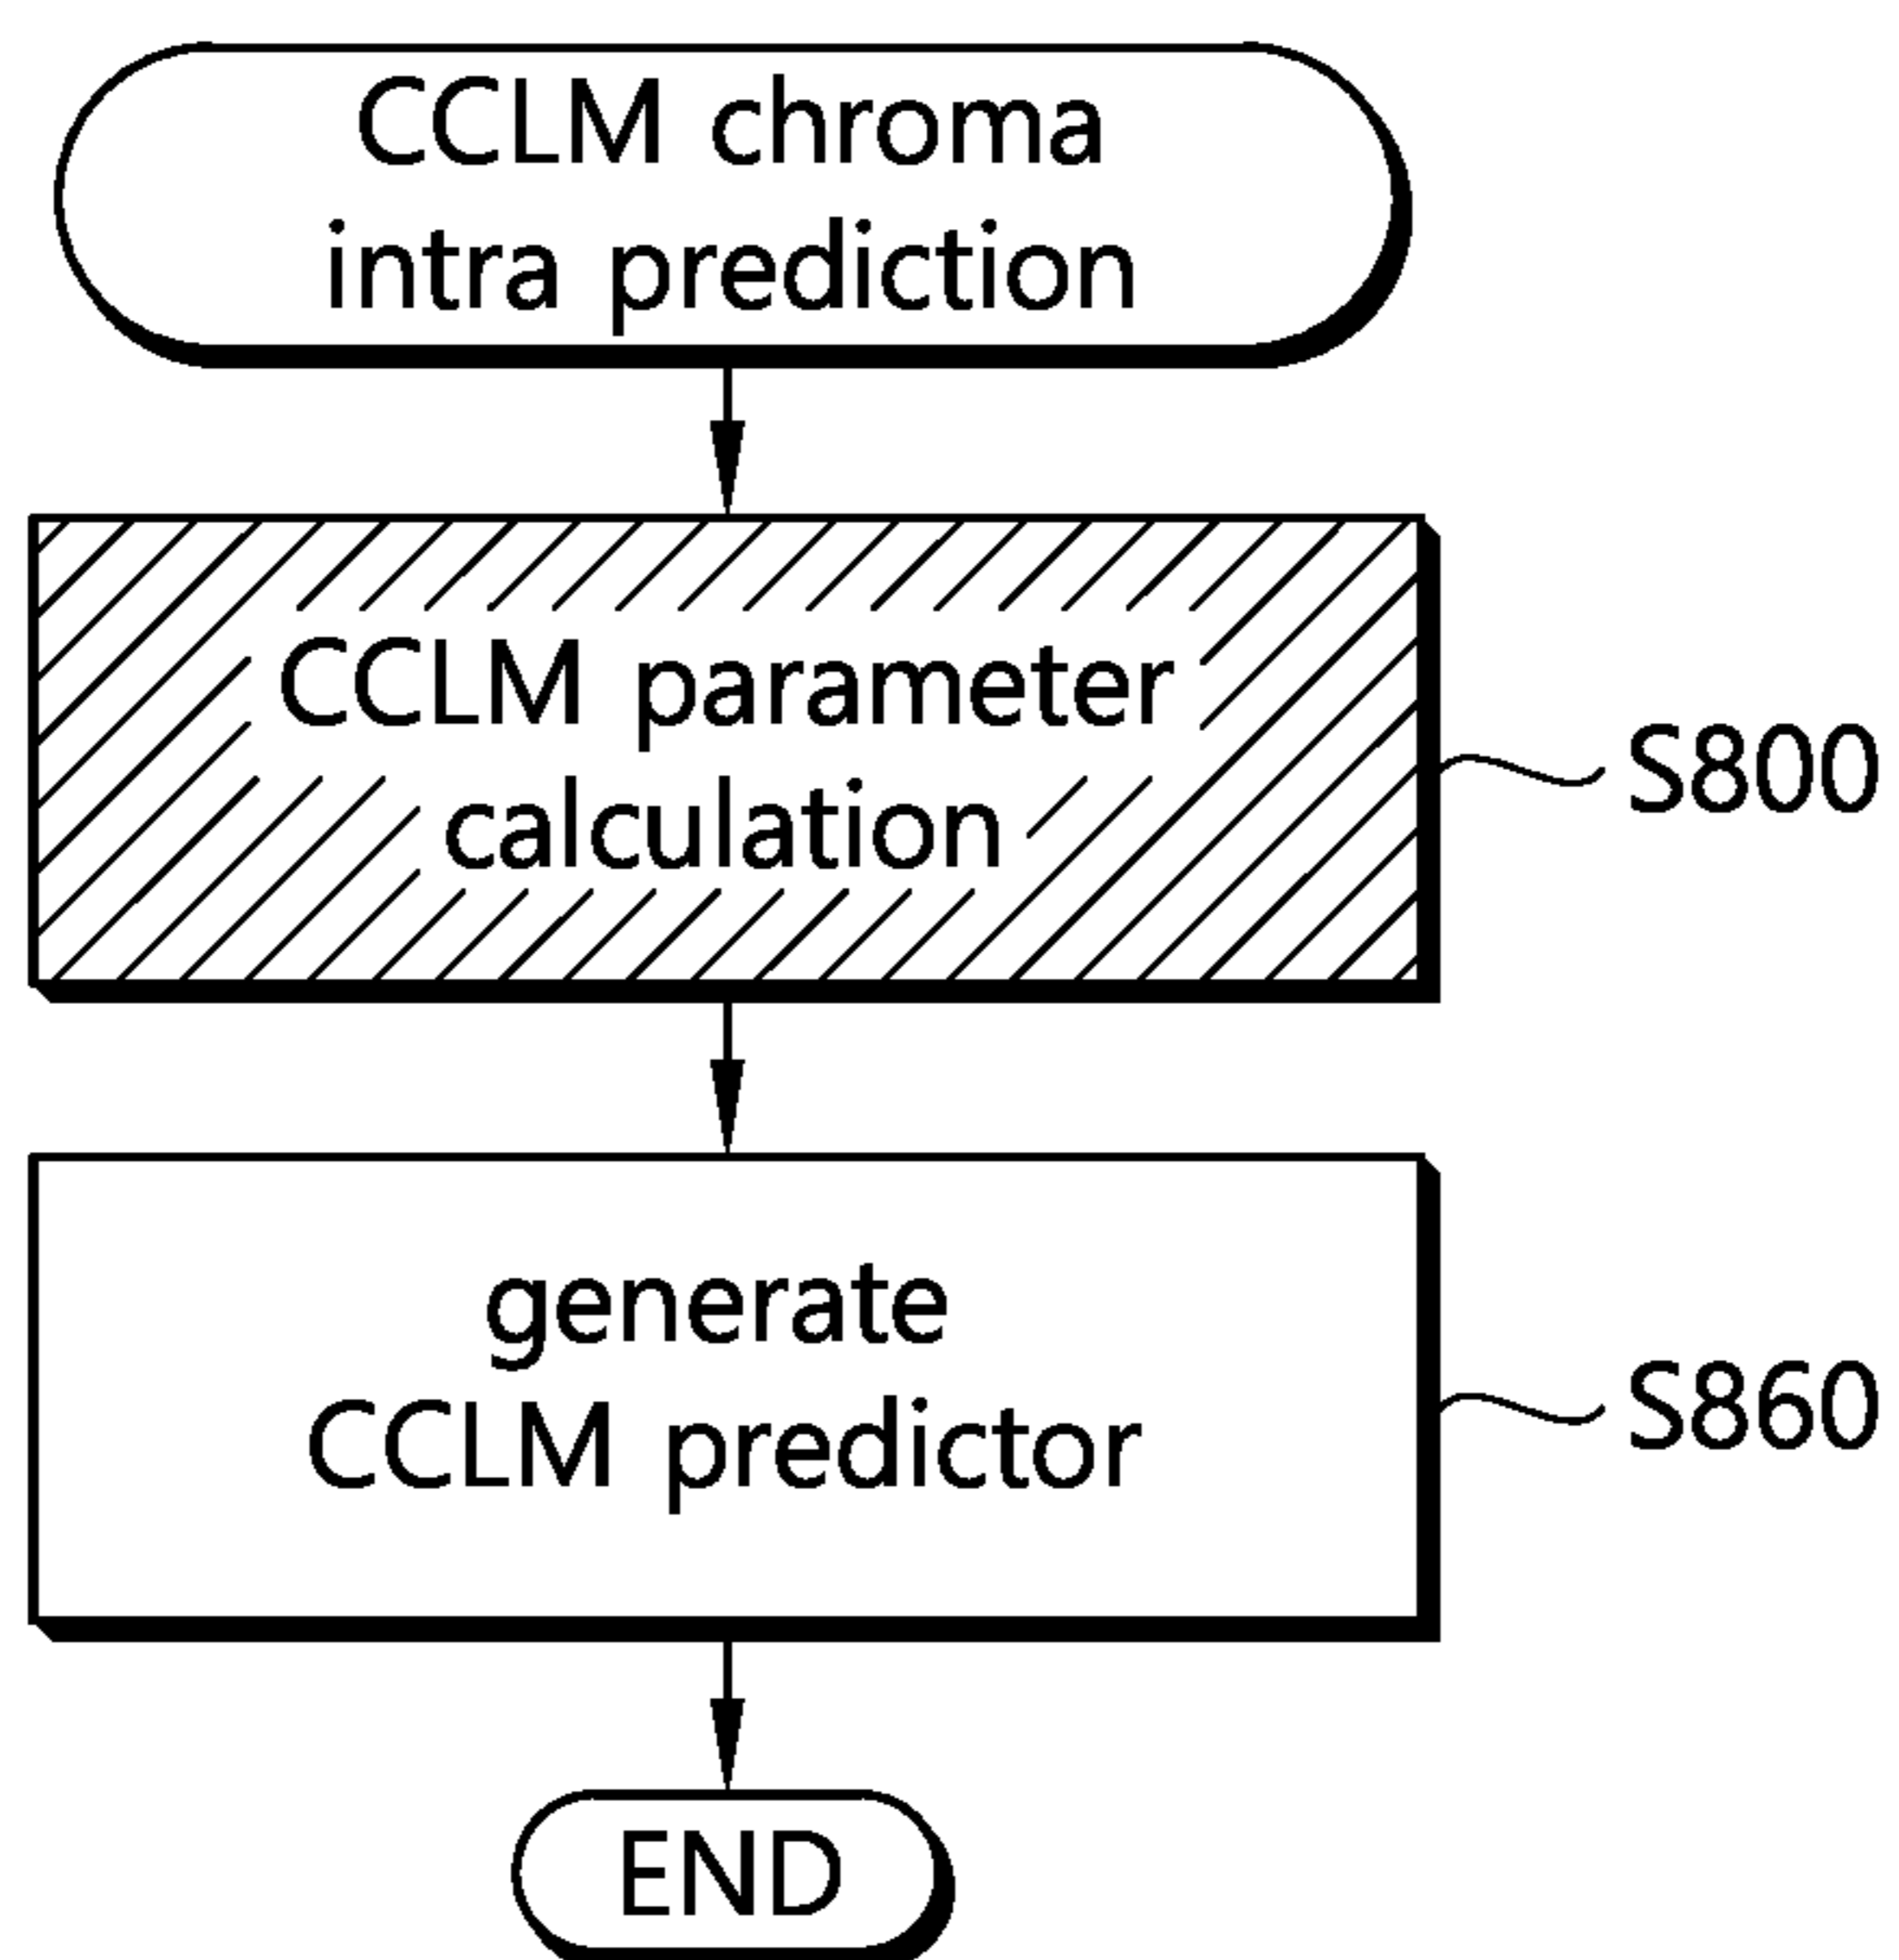 CCLM chroma
intra prediction
CCLM parameter
calculation
S800
generate
CCLM predictor
S860
END